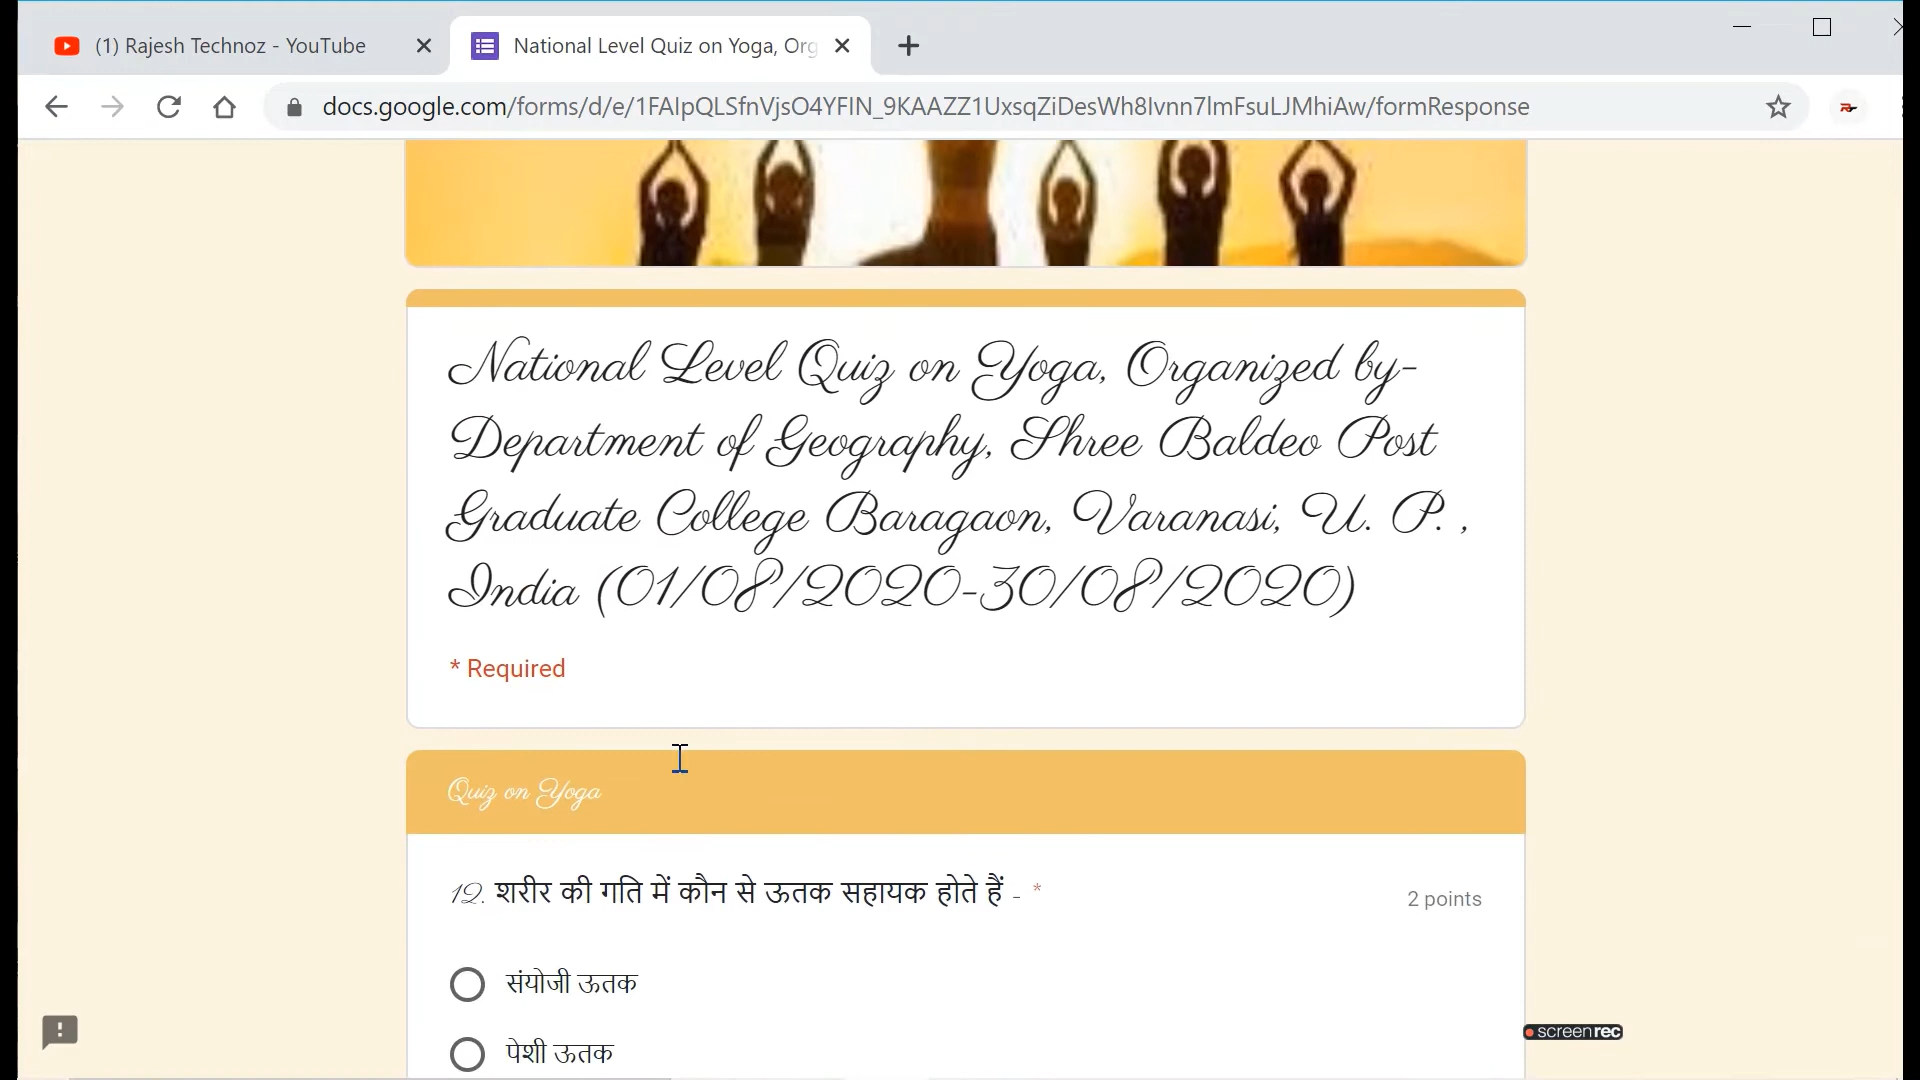 (1) Rajesh Technoz - YouTube
National Level Quiz on Yoga, Org
docs.google.com/forms/d/e/1FAIpQLSfnVjsO4YFIN_9KAAZZ1UxsqZiDesWh8Ivnn7lmFsuLJMhiAw/formResponse
National Level Quiz on Yoga, Organized by-
Department of Geography, Shree Baldeo Post
Graduate College Baragaon, Varanasi, U. P. ,
India (01/08/2020-30/08/2020)
* Required
Quiz on Yoga
12. शरीर की गति में कौन से ऊतक सहायक होते हैं - *
2 points
संयोजी ऊतक
पेशी ऊतक
screenrec